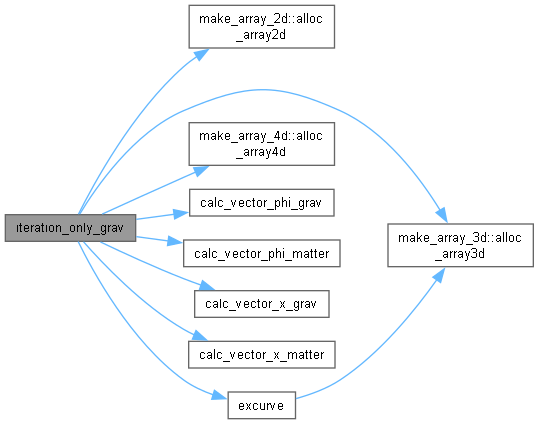 make_array_2d::alloc
_array2d
make_array_4d::alloc
_array4d
calc_vector_phi_grav
iteration_only_grav
calc_vector_phi_matter
make_array_3d::alloc
_array3d
calc_vector_x_grav
calc_vector_x_matter
excurve